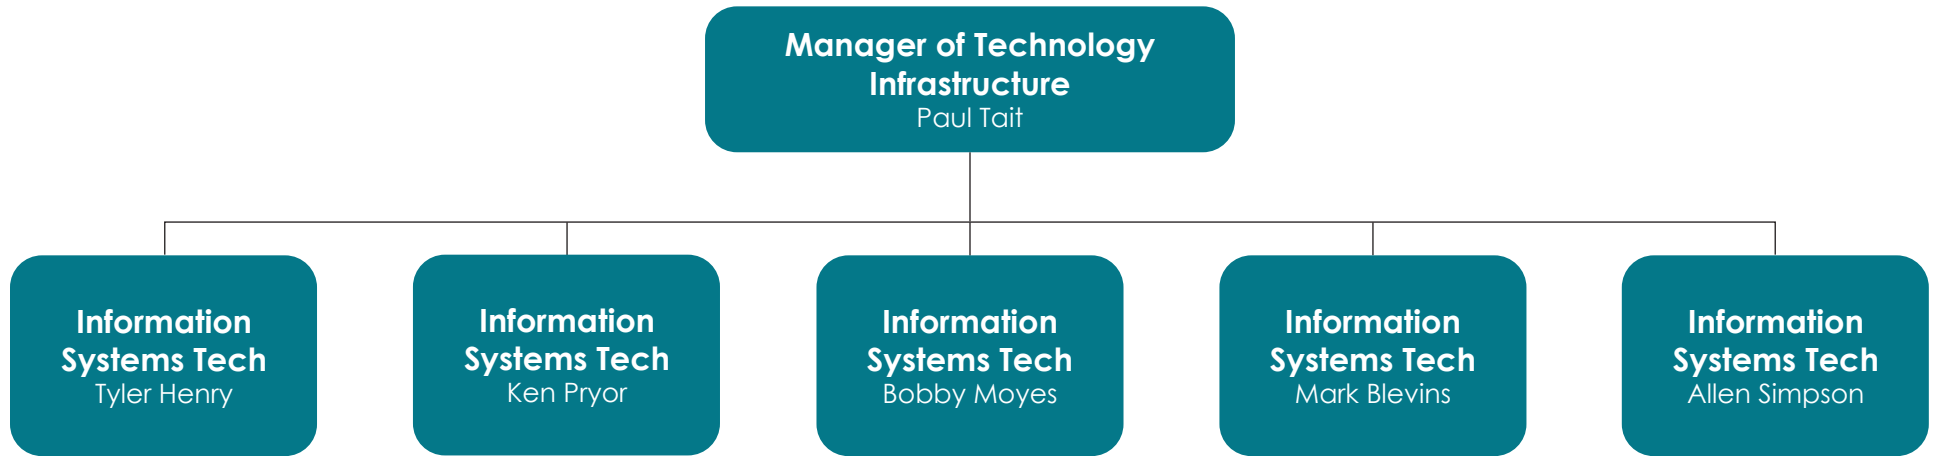 Manager of Technology
Infrastructure
Paul Tait
Information
Systems Tech
Tyler Henry
Information
Systems Tech
Ken Pryor
Information
Systems Tech
Bobby Moyes
Information
Systems Tech
Mark Blevins
Information
Systems Tech
Allen Simpson